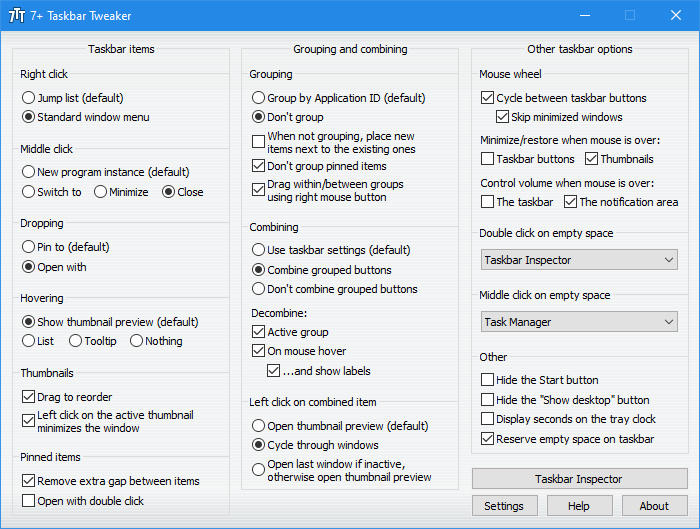 7+ Taskbar Tweaker
Taskbar items
Right click
Jump list (default)
Standard window menu
Middle click
New program instance (default)
Switch to
Minimize
Close
Dropping
Pin to (default)
Open with
Hovering
Show thumbnail preview (default)
List
Tooltip
Nothing
Thumbnails
Drag to reorder
Left click on the active thumbnail
minimizes the window
Pinned items
Remove extra gap between items
Open with double click
Grouping and combining
Grouping
Group by Application ID (default)
Don't group
When not grouping, place new
items next to the existing ones
Don't group pinned items
Drag within/between groups
using right mouse button
Combining
Use taskbar settings (default)
Combine grouped buttons
Don't combine grouped buttons
Decombine:
Active group
On mouse hover
...and show labels
Left click on combined item
Open thumbnail preview (default)
Cycle through windows
Open last window if inactive,
otherwise open thumbnail preview
Other taskbar options
Mouse wheel
Cycle between taskbar buttons
Skip minimized windows
Minimize/restore when mouse is over:
Taskbar buttons
Thumbnails
Control volume when mouse is over:
The taskbar
The notification area
Double click on empty space
Taskbar Inspector
Middle click on empty space
Task Manager
Other
Hide the Start button
Hide the "Show desktop" button
Display seconds on the tray clock
Reserve empty space on taskbar
Taskbar Inspector
Settings
Help
About